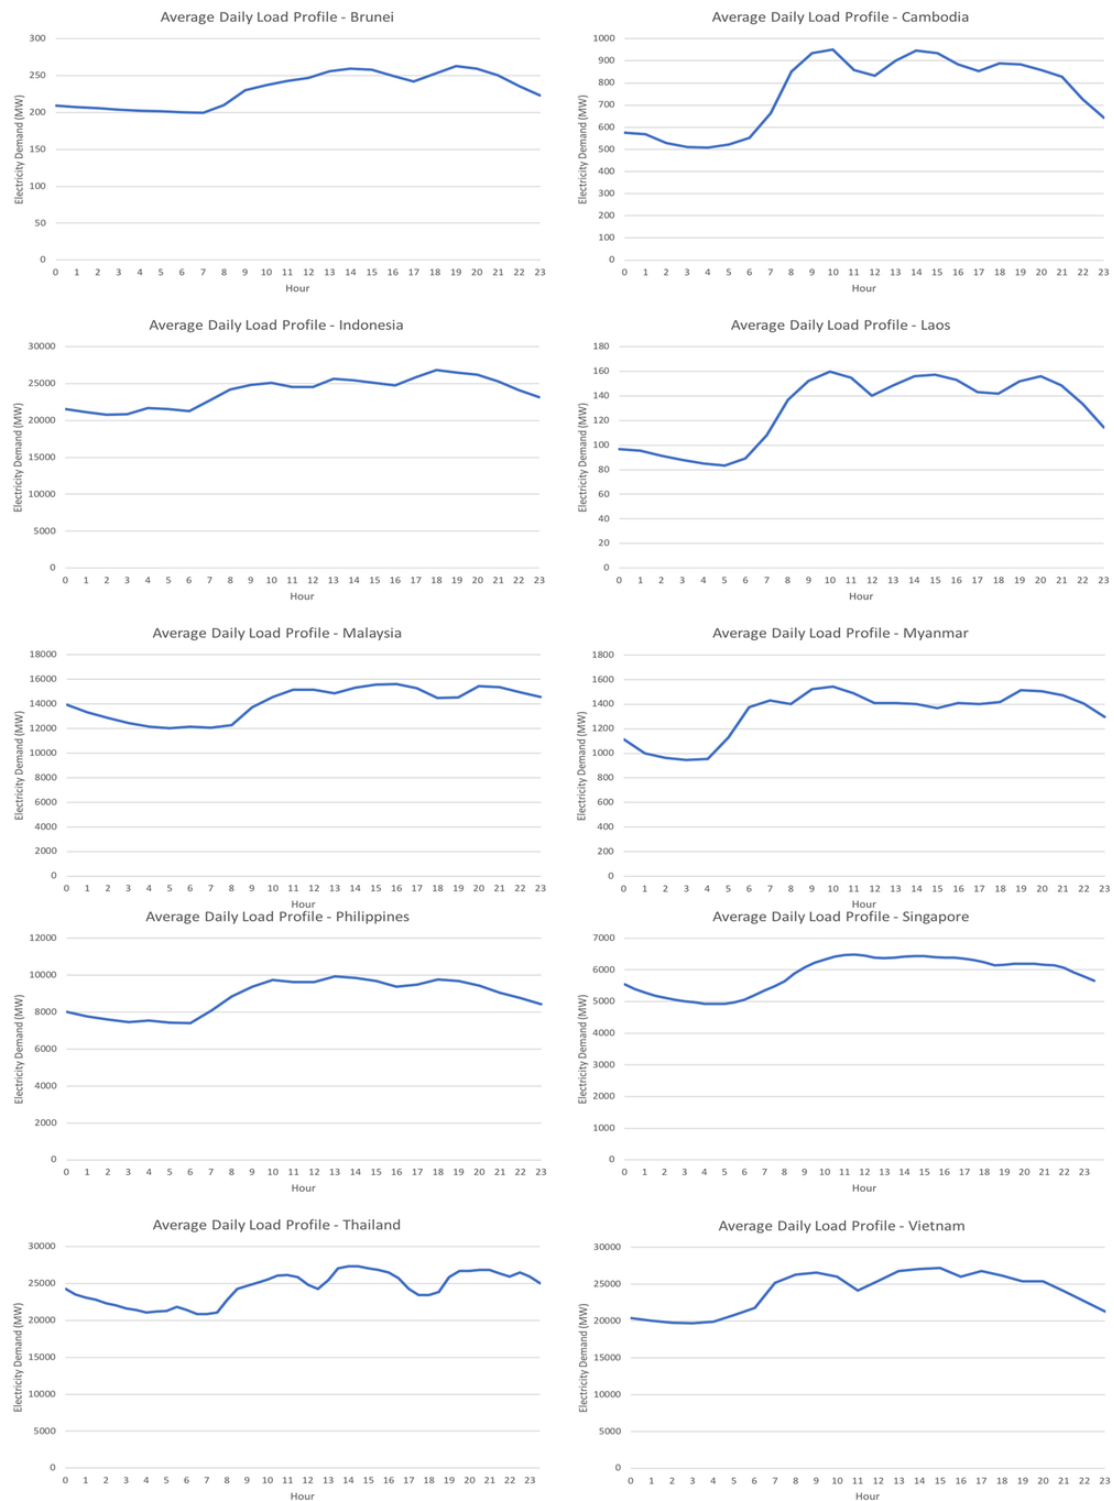 Average Daily Load Profile - Brunei
Electricity Demand (MW)
300
250
200
150
100
50
0
0 1 2 3 4 5 6 7 8 9 10 11 12 13 14 15 16 17 18 19 20 21 22 23
Hour
Average Daily Load Profile - Cambodia
Electricity Demand (MW)
1000
900
800
700
600
500
400
300
200
100
0
0 1 2 3 4 5 6 7 8 9 10 11 12 13 14 15 16 17 18 19 20 21 22 23
Hour
Average Daily Load Profile - Indonesia
Electricity Demand (MW)
30000
25000
20000
15000
10000
5000
0
0 1 2 3 4 5 6 7 8 9 10 11 12 13 14 15 16 17 18 19 20 21 22 23
Hour
Average Daily Load Profile - Laos
Electricity Demand (MW)
180
160
140
120
100
80
60
40
20
0
0 1 2 3 4 5 6 7 8 9 10 11 12 13 14 15 16 17 18 19 20 21 22 23
Hour
Average Daily Load Profile - Malaysia
Electricity Demand (MW)
18000
16000
14000
12000
10000
8000
6000
4000
2000
0
0 1 2 3 4 5 6 7 8 9 10 11 12 13 14 15 16 17 18 19 20 21 22 23
Hour
Average Daily Load Profile - Myanmar
Electricity Demand (MW)
1800
1600
1400
1200
1000
800
600
400
200
0
0 1 2 3 4 5 6 7 8 9 10 11 12 13 14 15 16 17 18 19 20 21 22 23
Hour
Average Daily Load Profile - Philippines
Electricity Demand (MW)
12000
10000
8000
6000
4000
2000
0
0 1 2 3 4 5 6 7 8 9 10 11 12 13 14 15 16 17 18 19 20 21 22 23
Hour
Average Daily Load Profile - Singapore
Electricity Demand (MW)
7000
6000
5000
4000
3000
2000
1000
0
0 1 2 3 4 5 6 7 8 9 10 11 12 13 14 15 16 17 18 19 20 21 22 23
Hour
Average Daily Load Profile - Thailand
Electricity Demand (MW)
30000
25000
20000
15000
10000
5000
0
0 1 2 3 4 5 6 7 8 9 10 11 12 13 14 15 16 17 18 19 20 21 22 23
Hour
Average Daily Load Profile - Vietnam
Electricity Demand (MW)
30000
25000
20000
15000
10000
5000
0
0 1 2 3 4 5 6 7 8 9 10 11 12 13 14 15 16 17 18 19 20 21 22 23
Hour